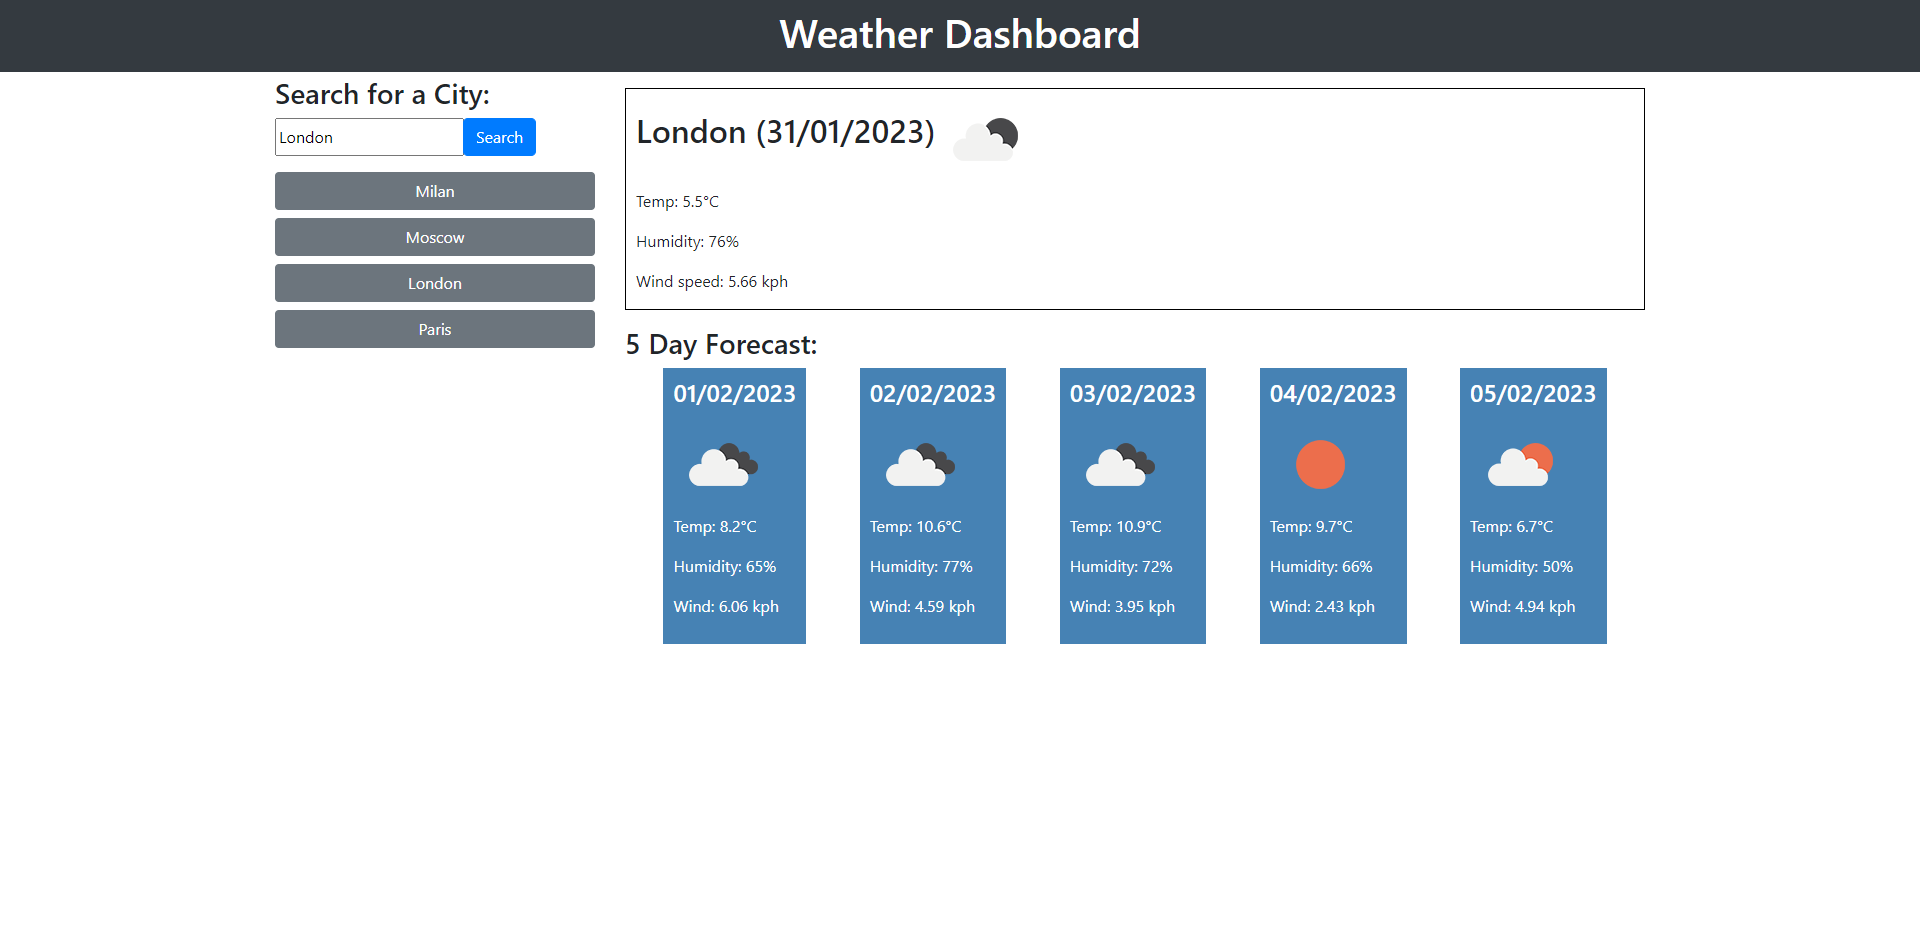 Weather Dashboard
Search for a City:
London
Search
Milan
Moscow
London
Paris
London (31/01/2023)
Temp: 5.5°C
Humidity: 76%
Wind speed: 5.66 kph
5 Day Forecast:
01/02/2023
Temp: 8.2°C
Humidity: 65%
Wind: 6.06 kph
02/02/2023
Temp: 10.6°C
Humidity: 77%
Wind: 4.59 kph
03/02/2023
Temp: 10.9°C
Humidity: 72%
Wind: 3.95 kph
04/02/2023
Temp: 9.7°C
Humidity: 66%
Wind: 2.43 kph
05/02/2023
Temp: 6.7°C
Humidity: 50%
Wind: 4.94 kph